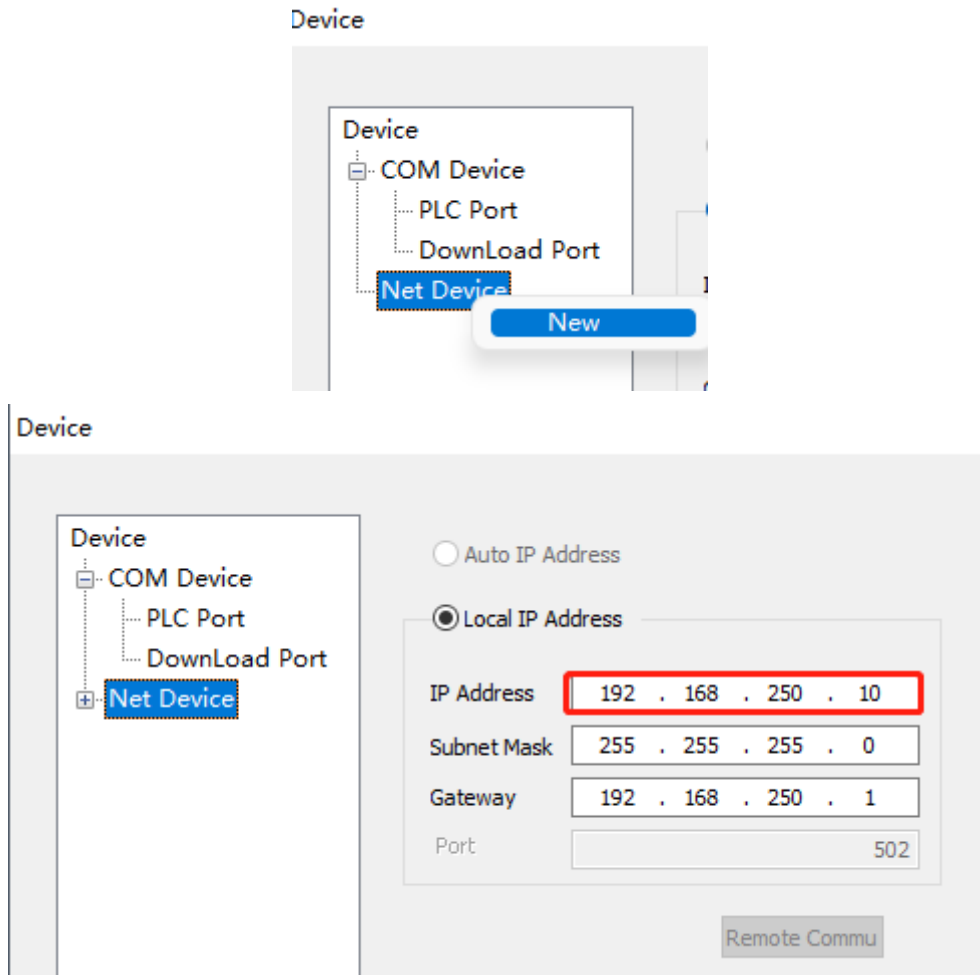 Device
Device
COM Device
PLC Port
DownLoad Port
Net Device
New
Device
Device
COM Device
PLC Port
DownLoad Port
Net Device
Auto IP Address
Local IP Address
IP Address 192 . 168 . 250 . 10
Subnet Mask 255 . 255 . 255 . 0
Gateway 192 . 168 . 250 . 1
Port 502
Remote Commu